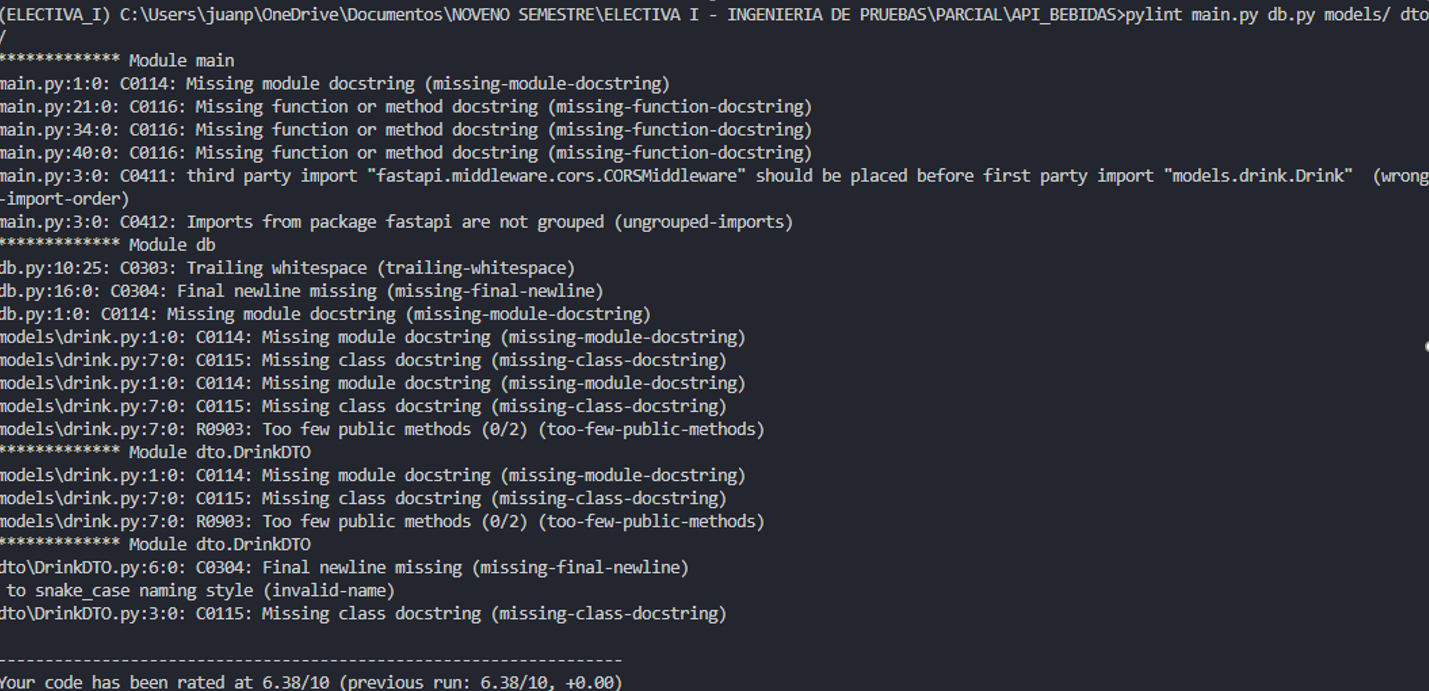 (ELECTIVA_I) C:\Users\juanp\OneDrive\Documentos\NOVENO SEMESTRE\ELECTIVA I - INGENIERIA DE PRUEBAS\PARCIAL\API_BEBIDAS>pylint main.py db.py models/ dto
/
************* Module main
main.py:1:0: C0114: Missing module docstring (missing-module-docstring)
main.py:21:0: C0116: Missing function or method docstring (missing-function-docstring)
main.py:34:0: C0116: Missing function or method docstring (missing-function-docstring)
main.py:40:0: C0116: Missing function or method docstring (missing-function-docstring)
main.py:3:0: C0411: third party import "fastapi.middleware.cors.CORSMiddleware" should be placed before first party import "models.drink.Drink"  (wrong
-import-order)
main.py:3:0: C0412: Imports from package fastapi are not grouped (ungrouped-imports)
************* Module db
db.py:10:25: C0303: Trailing whitespace (trailing-whitespace)
db.py:16:0: C0304: Final newline missing (missing-final-newline)
db.py:1:0: C0114: Missing module docstring (missing-module-docstring)
models\drink.py:1:0: C0114: Missing module docstring (missing-module-docstring)
models\drink.py:7:0: C0115: Missing class docstring (missing-class-docstring)
models\drink.py:1:0: C0114: Missing module docstring (missing-module-docstring)
models\drink.py:7:0: C0115: Missing class docstring (missing-class-docstring)
models\drink.py:7:0: R0903: Too few public methods (0/2) (too-few-public-methods)
************* Module dto.DrinkDTO
models\drink.py:1:0: C0114: Missing module docstring (missing-module-docstring)
models\drink.py:7:0: C0115: Missing class docstring (missing-class-docstring)
models\drink.py:7:0: R0903: Too few public methods (0/2) (too-few-public-methods)
************* Module dto.DrinkDTO
dto\DrinkDTO.py:6:0: C0304: Final newline missing (missing-final-newline)
 to snake_case naming style (invalid-name)
dto\DrinkDTO.py:3:0: C0115: Missing class docstring (missing-class-docstring)

------------------------------------------------------------------
Your code has been rated at 6.38/10 (previous run: 6.38/10, +0.00)